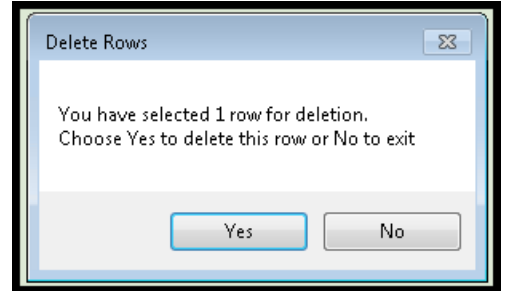 Delete Rows
You have selected 1 row for deletion.
Choose Yes to delete this row or No to exit
Yes
No